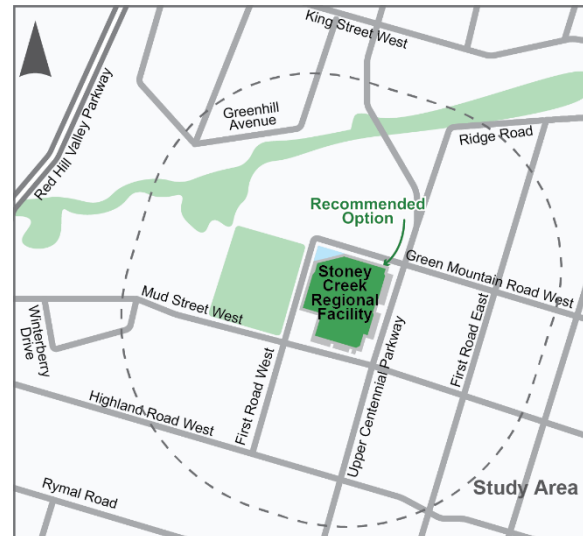 King Street West
Red Hill Valley Parkway
Greenhill
Avenue
Ridge Road
Recommended
Option
Green Mountain Road West
Stoney
Creek
Regional
Facility
Mud Street West
Winterberry
Drive
First Road East
Upper Centennial Parkway
First Road West
Highland Road West
Study Area
Rymal Road